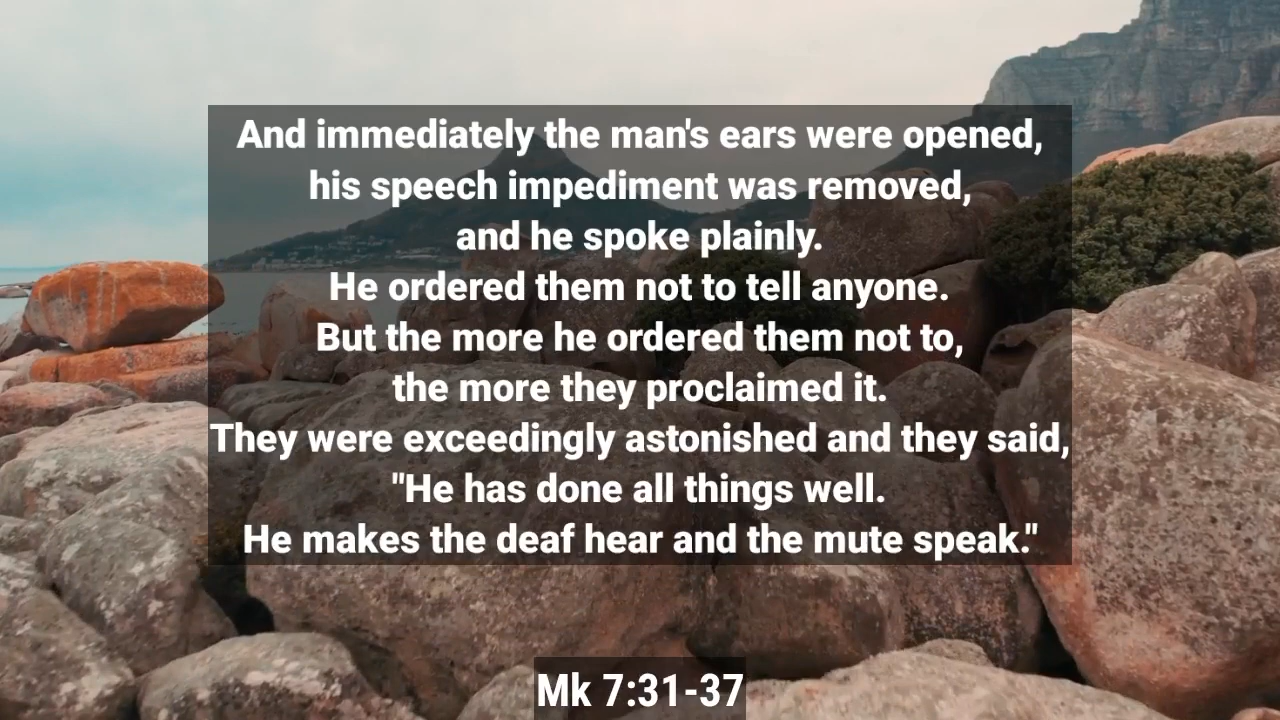 And immediately the man's ears were opened,
his speech impediment was removed,
and he spoke plainly.
He ordered them not to tell anyone.
But the more he ordered them not to,
the more they proclaimed it.
They were exceedingly astonished and they said,
"He has done all things well.
He makes the deaf hear and the mute speak."
Mk 7:31-37